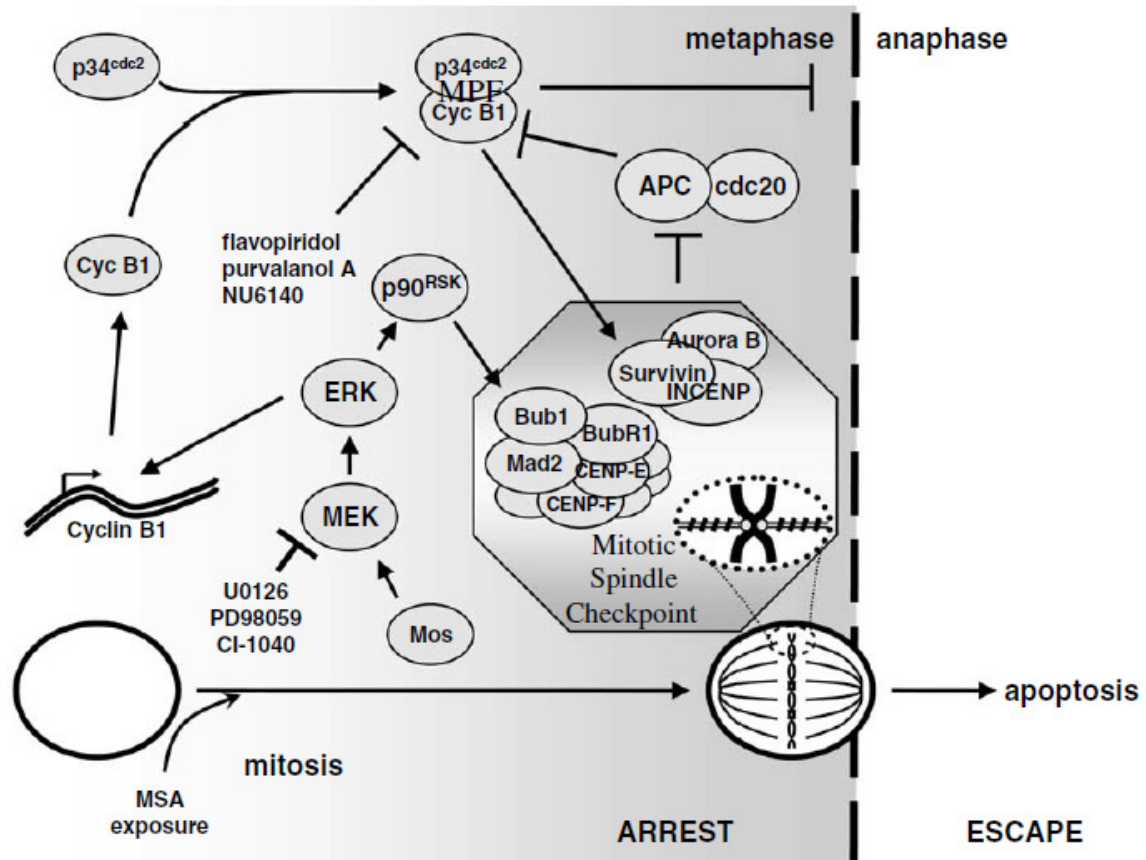 metaphase
anaphase
p34cdc2
p34cdc2
MPF
Cyc B1
APC
cdc20
Cyc B1
flavopiridol
purvalanol A
NU6140
p90RSK
Aurora B
Survivin
INCENP
ERK
Bub1
BubR1
Mad2
CENP-E
CENP-F
Cyclin B1
MEK
Mitotic
Spindle
Checkpoint
U0126
PD98059
CI-1040
Mos
apoptosis
mitosis
MSA
exposure
ARREST
ESCAPE